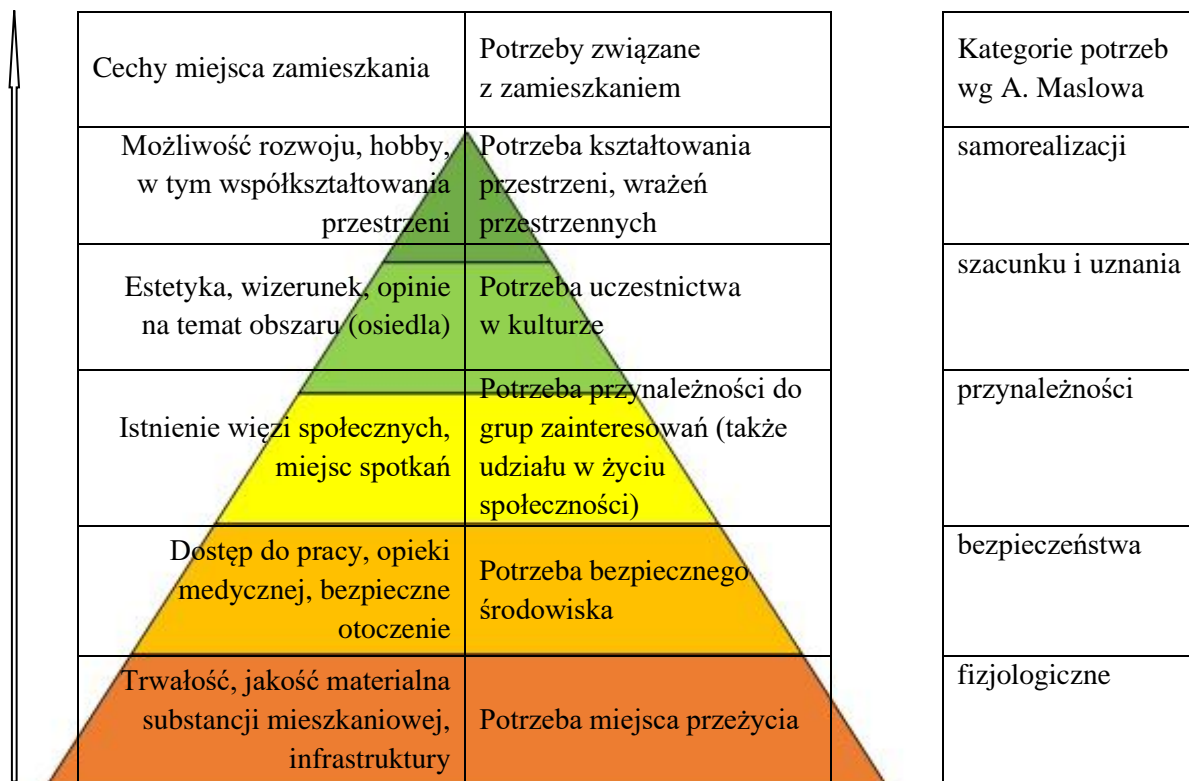 Cechy miejsca zamieszkania
Potrzeby związane
z zamieszkaniem
Kategorie potrzeb
wg A. Maslowa
Możliwość rozwoju, hobby,
w tym współkształtowania
przestrzeni
Potrzeba kształtowania
przestrzeni, wrażeń
przestrzennych
samorealizacji
Estetyka, wizerunek, opinie
na temat obszaru (osiedla)
Potrzeba uczestnictwa
w kulturze
szacunku i uznania
Istnienie więzi społecznych,
miejsc spotkań
Potrzeba przynależności do
grup zainteresowań (także
udziału w życiu
społeczności)
przynależności
Dostęp do pracy, opieki
medycznej, bezpieczne
otoczenie
Potrzeba bezpiecznego
środowiska
bezpieczeństwa
Trwałość, jakość materialna
substancji mieszkaniowej,
infrastruktury
Potrzeba miejsca przeżycia
fizjologiczne